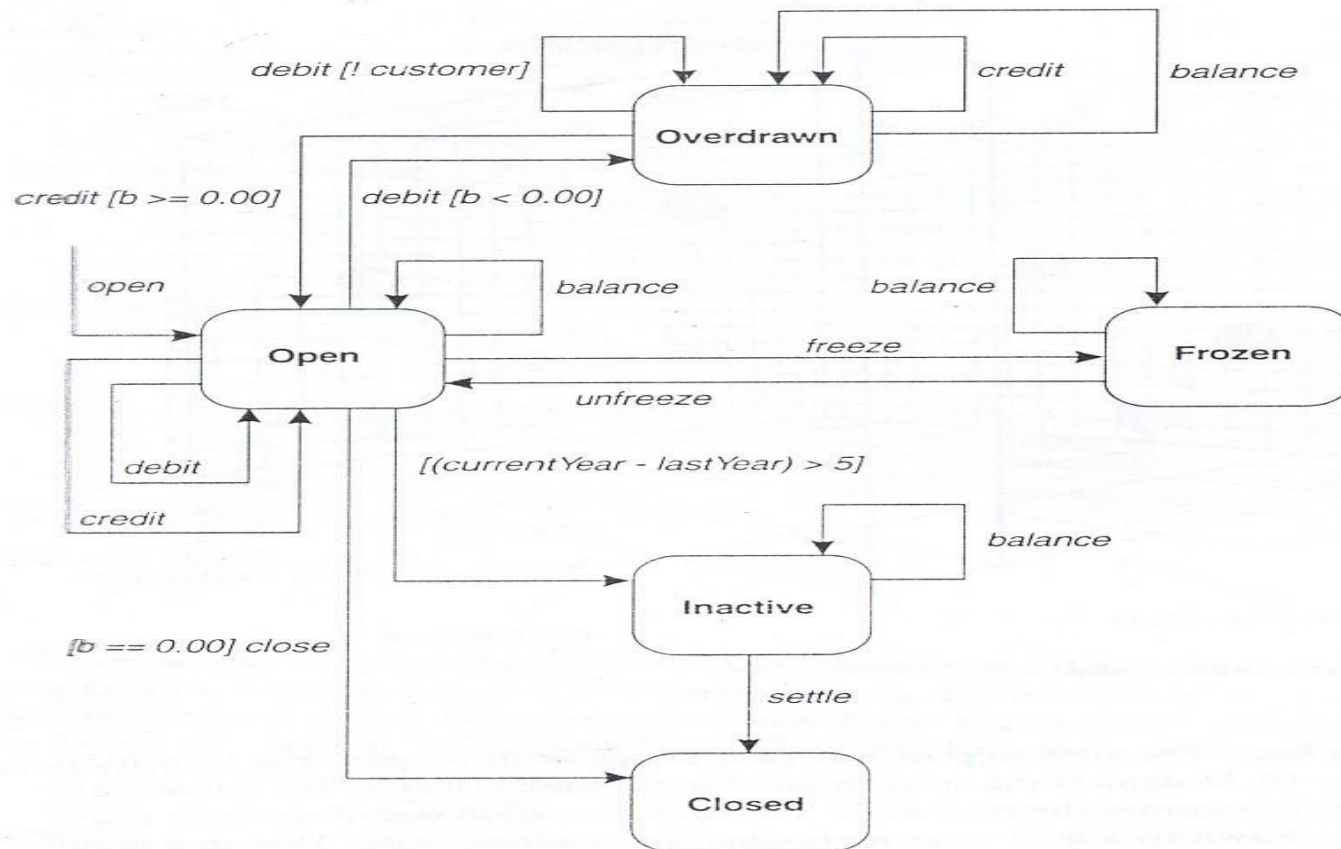 debit [! customer]
credit
balance
Overdrawn
credit [b >= 0.00]
debit [b < 0.00]
open
balance
balance
Open
freeze
Frozen
unfreeze
debit
[(currentYear - lastYear) > 5]
credit
balance
Inactive
[b == 0.00] close
settle
Closed